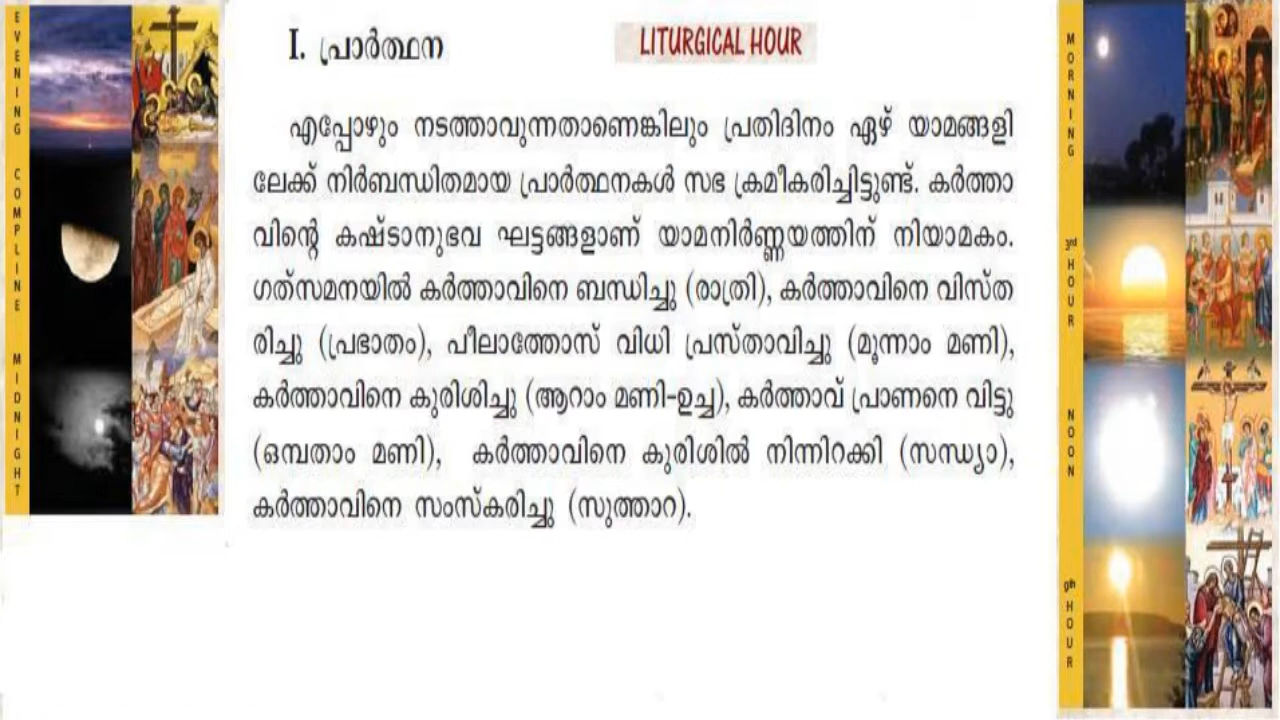 I. പ്രാർത്ഥന
LITURGICAL HOUR
എപ്പോഴും നടത്താവുന്നതാണെങ്കിലും പ്രതിദിനം ഏഴ് യാമങ്ങളി
ലേക്ക് നിർബന്ധിതമായ പ്രാർത്ഥനകൾ സഭ ക്രമീകരിച്ചിട്ടുണ്ട്. കർത്താ
വിന്റെ കഷ്ടാനുഭവ ഘട്ടങ്ങളാണ് യാമനിർണ്ണയത്തിന് നിയാമകം.
ഗത്സമനയിൽ കർത്താവിനെ ബന്ധിച്ചു (രാത്രി), കർത്താവിനെ വിസ്ത
രിച്ചു (പ്രഭാതം), പീലാത്തോസ് വിധി പ്രസ്താവിച്ചു (മൂന്നാം മണി),
കർത്താവിനെ കുരിശിച്ചു (ആറാം മണി-ഉച്ച), കർത്താവ് പ്രാണനെ വിട്ടു
(ഒമ്പതാം മണി), കർത്താവിനെ കുരിശിൽ നിന്നിറക്കി (സന്ധ്യാ),
കർത്താവിനെ സംസ്കരിച്ചു (സുത്താറ).
EVENING
COMPLINE
MIDNIGHT
MORNING
3rd HOUR
NOON
9th HOUR